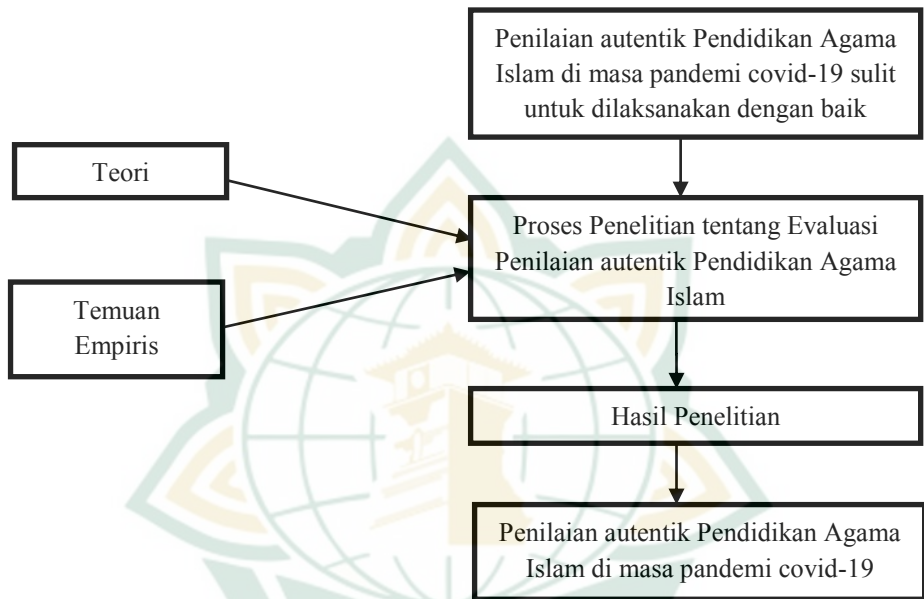 Penilaian autentik Pendidikan Agama
Islam di masa pandemi covid-19 sulit
untuk dilaksanakan dengan baik
Teori
Proses Penelitian tentang Evaluasi
Penilaian autentik Pendidikan Agama
Islam
Temuan
Empiris
Hasil Penelitian
Penilaian autentik Pendidikan Agama
Islam di masa pandemi covid-19